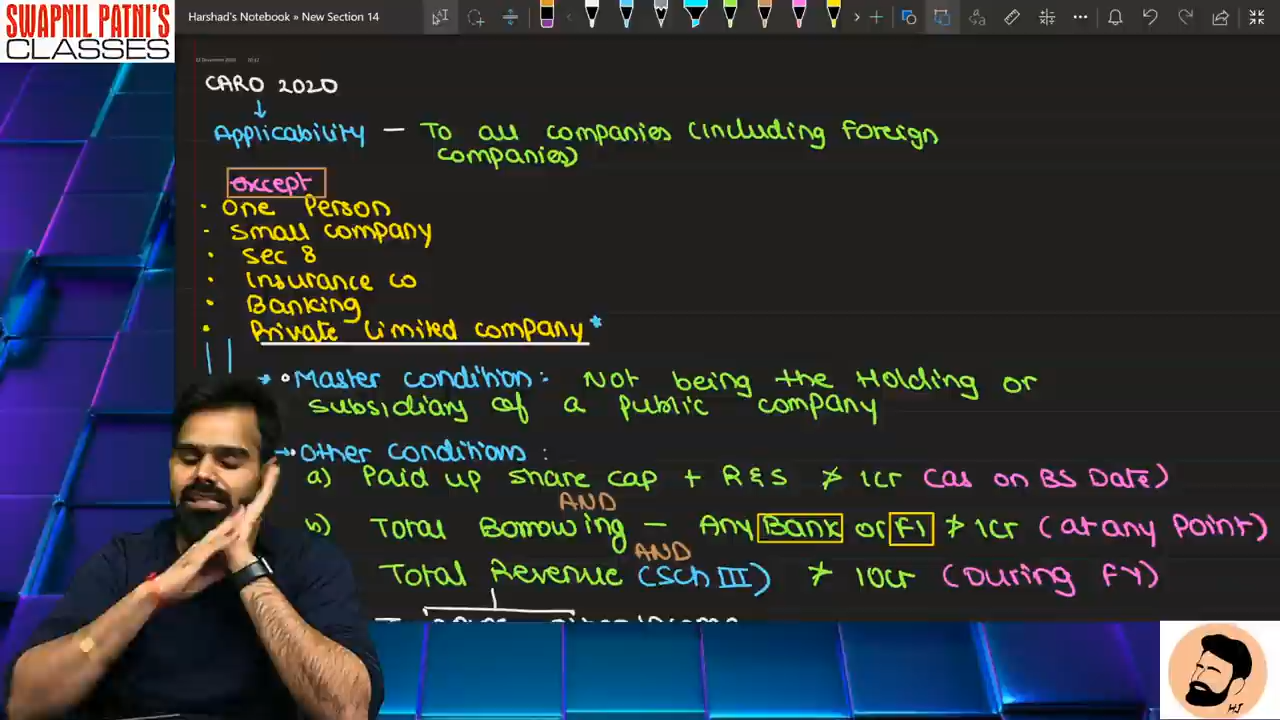 SWAPNIL PATNI'S
CLASSES
Harshad's Notebook » New Section 14
CARO 2020
Applicability — To all companies (including Foreign
companies)
except
• One Person
• Small company
• Sec 8
• Insurance co
• Banking
• Private Limited company*
• Master condition: Not being the Holding or
subsidiary of a public company
• Other conditions:
a) Paid up share cap + R&S ≯ 1cr (as on BS Date)
AND
b) Total Borrowing — Any Bank or FI ≯ 1cr (at any Point)
AND
Total Revenue (Sch III) ≯ 10cr (During FY)
HJ